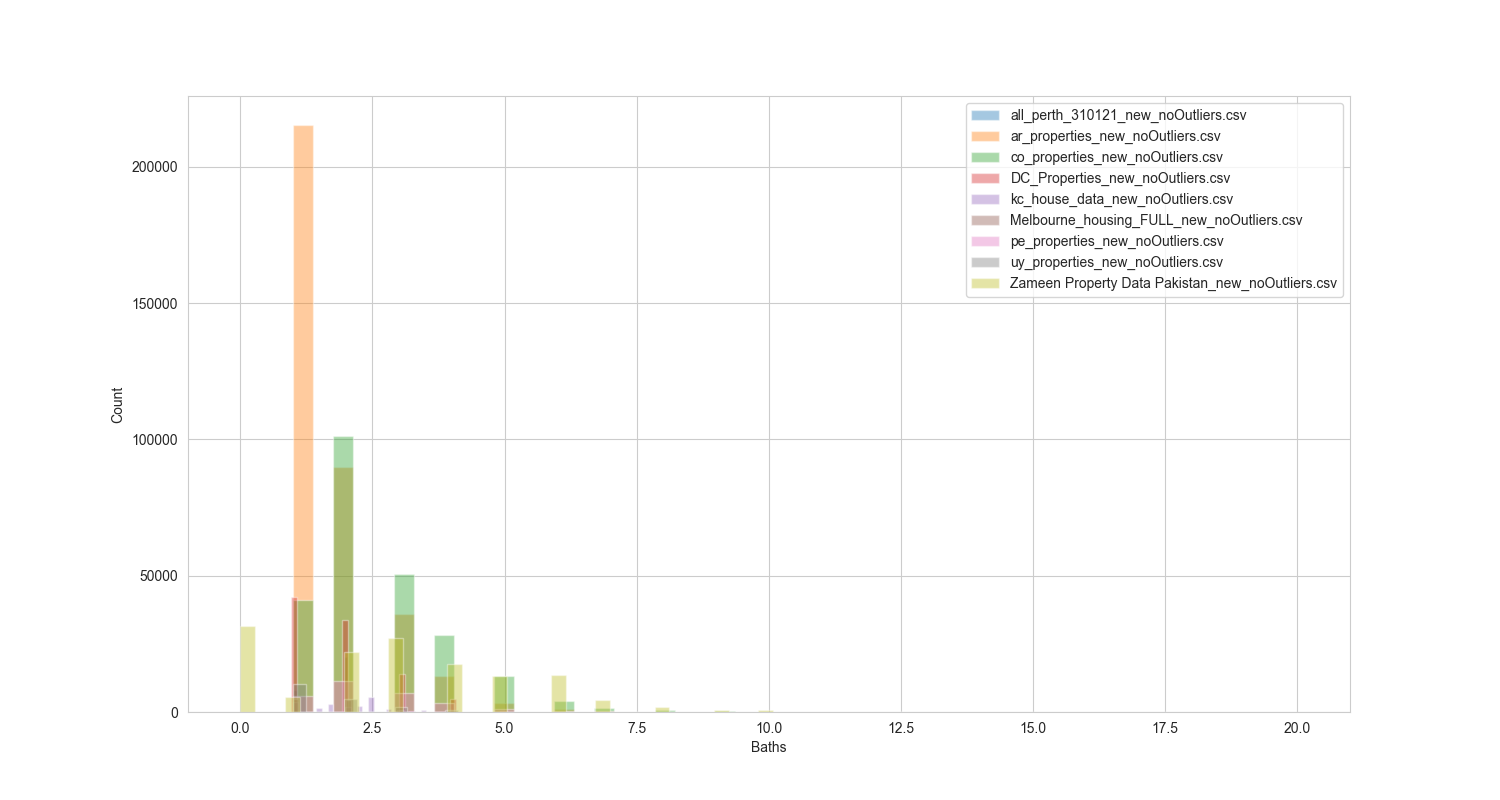 all_perth_310121_new_noOutliers.csv
ar_properties_new_noOutliers.csv
co_properties_new_noOutliers.csv
DC_Properties_new_noOutliers.csv
kc_house_data_new_noOutliers.csv
Melbourne_housing_FULL_new_noOutliers.csv
pe_properties_new_noOutliers.csv
uy_properties_new_noOutliers.csv
Zameen Property Data Pakistan_new_noOutliers.csv
200000
150000
100000
50000
0
Count
0.0 2.5 5.0 7.5 10.0 12.5 15.0 17.5 20.0
Baths